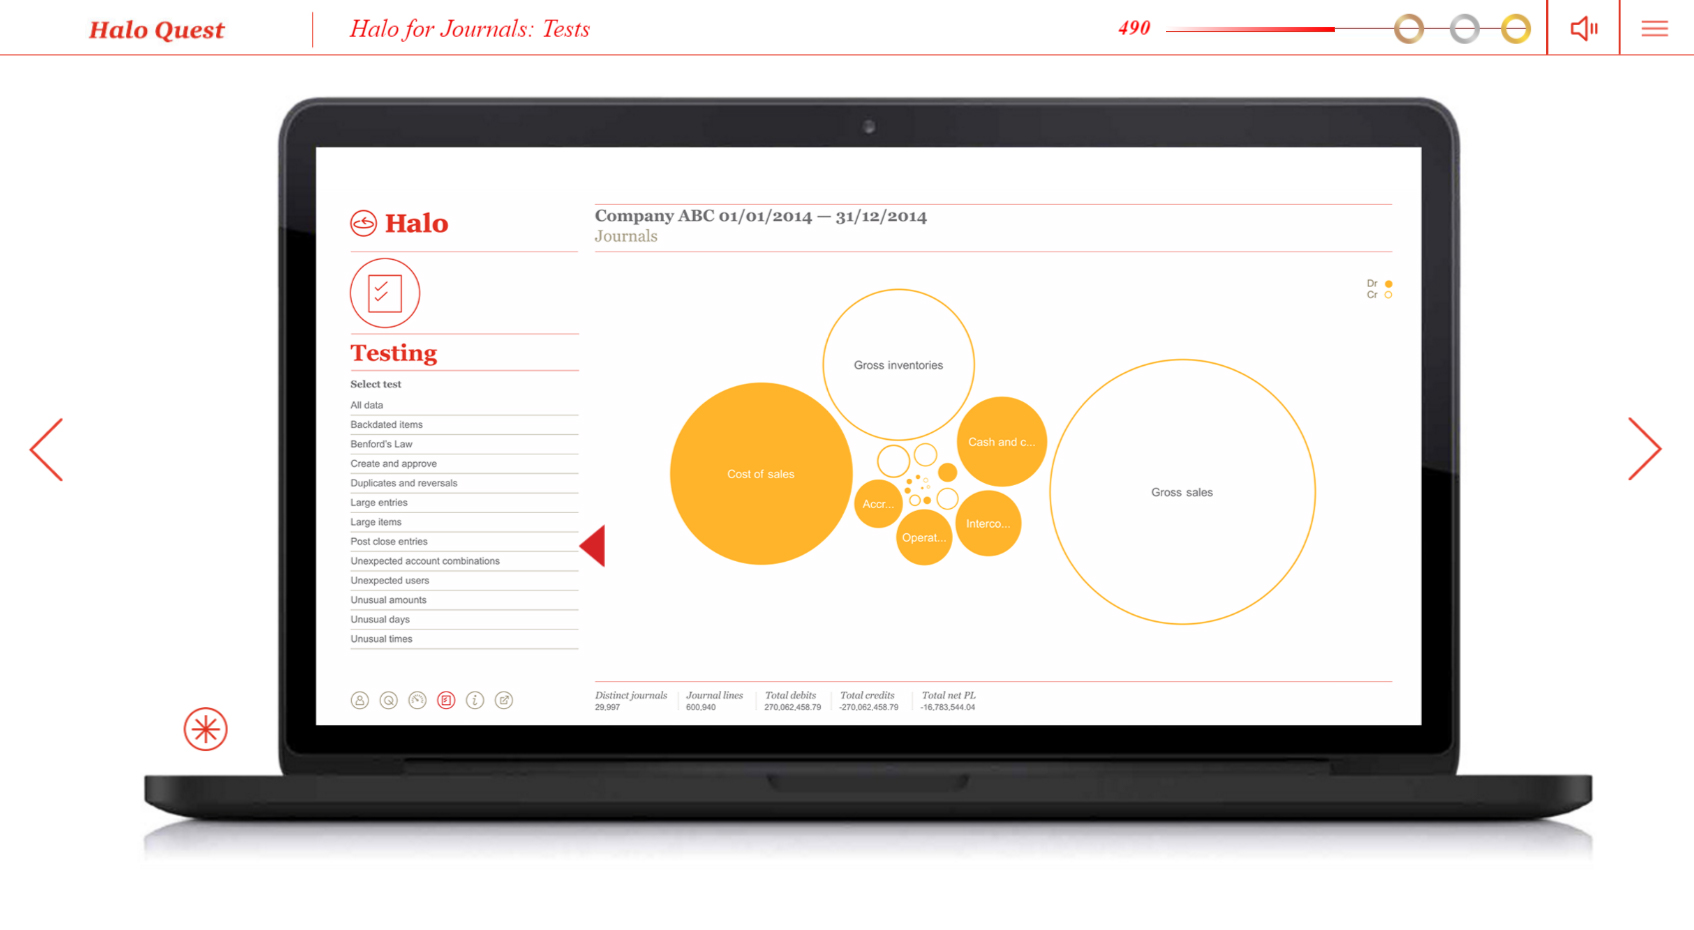 Halo Quest
Halo for Journals: Tests
490
Halo
Company ABC 01/01/2014 — 31/12/2014
Journals
Dr
Cr
Testing
Select test
All data
Backdated items
Benford's Law
Create and approve
Duplicates and reversals
Large entries
Large items
Post close entries
Unexpected account combinations
Unexpected users
Unusual amounts
Unusual days
Unusual times
Gross inventories
Cash and c...
Cost of sales
Gross sales
Accr...
Interco...
Operat...
Distinct journals
29,997
Journal lines
600,940
Total debits
270,062,458.79
Total credits
-270,062,458.79
Total net PL
-16,783,544.04